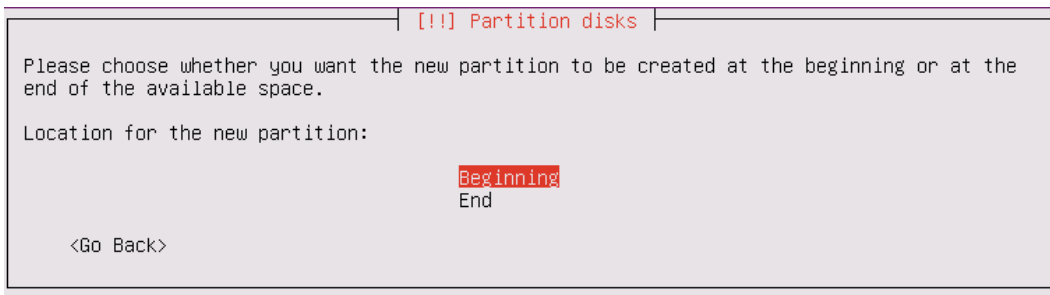 [!!] Partition disks
Please choose whether you want the new partition to be created at the beginning or at the
end of the available space.
Location for the new partition:
Beginning
End
<Go Back>